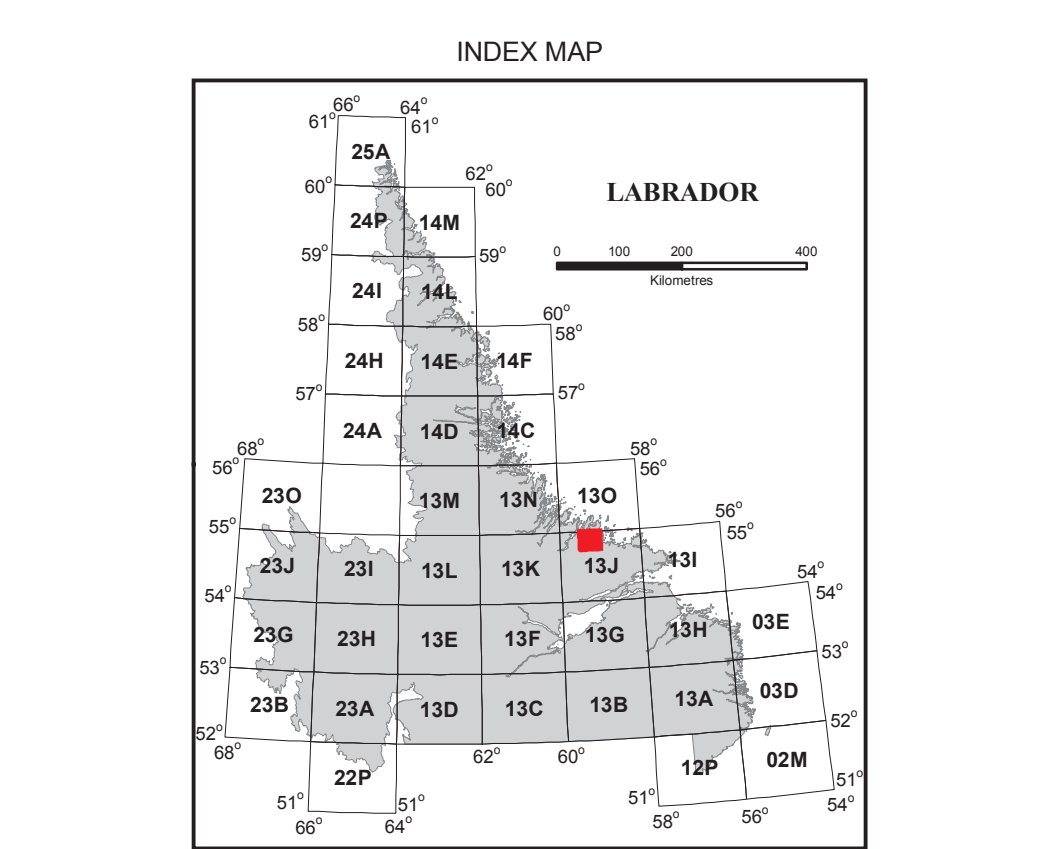 INDEX MAP
66° 64°
61° 61°
25A
62°
60° 60°
LABRADOR
24P 14M
0 100 200 400
59° 59°
Kilometres
24I 14L
60°
58° 58°
24H 14E 14F
57° 57°
24A 14D 14C
68° 58°
56° 56°
23O 13M 13N 13O
56°
55° 55°
23J 23I 13L 13K 13J 13I
54°
54° 54°
23G 23H 13E 13F 13G 13H 03E
53° 53°
23B 23A 13D 13C 13B 13A 03D
52° 52°
68° 62° 60°
22P 12P 02M
51° 51° 51° 51°
66° 64° 58° 56° 54°